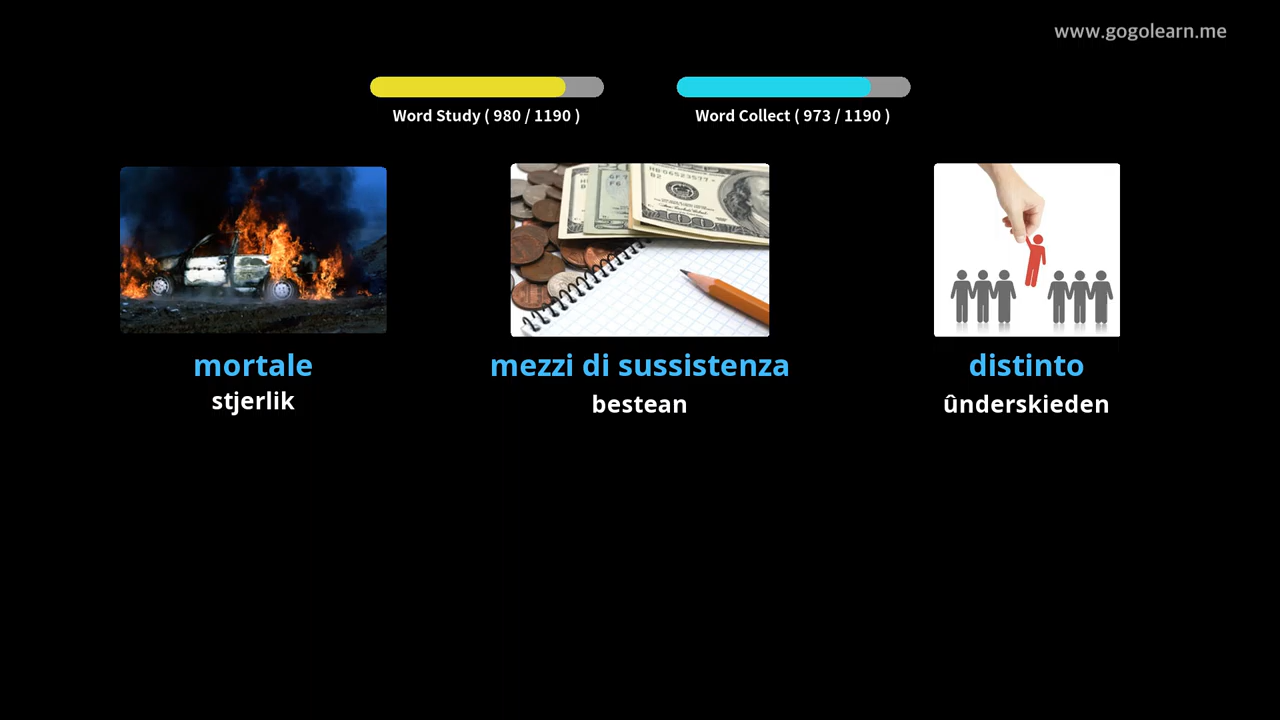 www.gogolearn.me
Word Study ( 980 / 1190 )
Word Collect ( 973 / 1190 )
mortale
stjerlik
mezzi di sussistenza
bestean
distinto
ûnderskieden